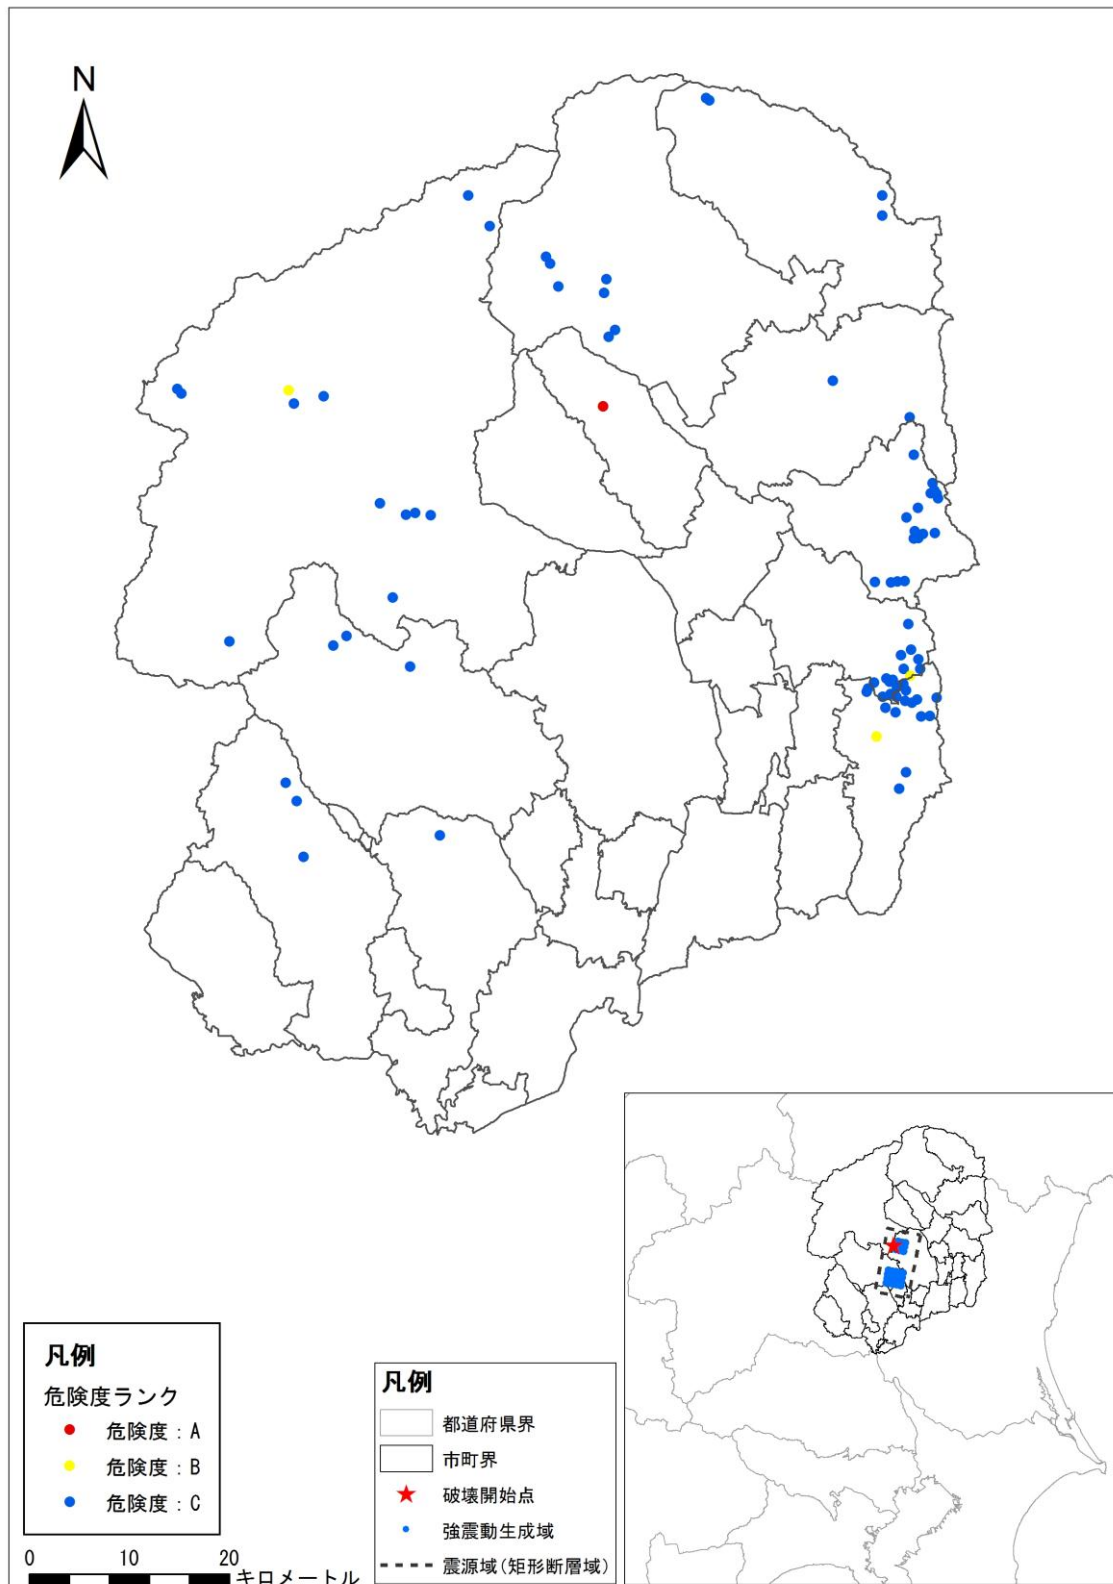 N
凡例
危険度ランク
危険度：A
危険度：B
危険度：C
0 10 20
キロメートル
凡例
都道府県界
市町界
破壊開始点
強震動生成域
震源域(矩形断層域)